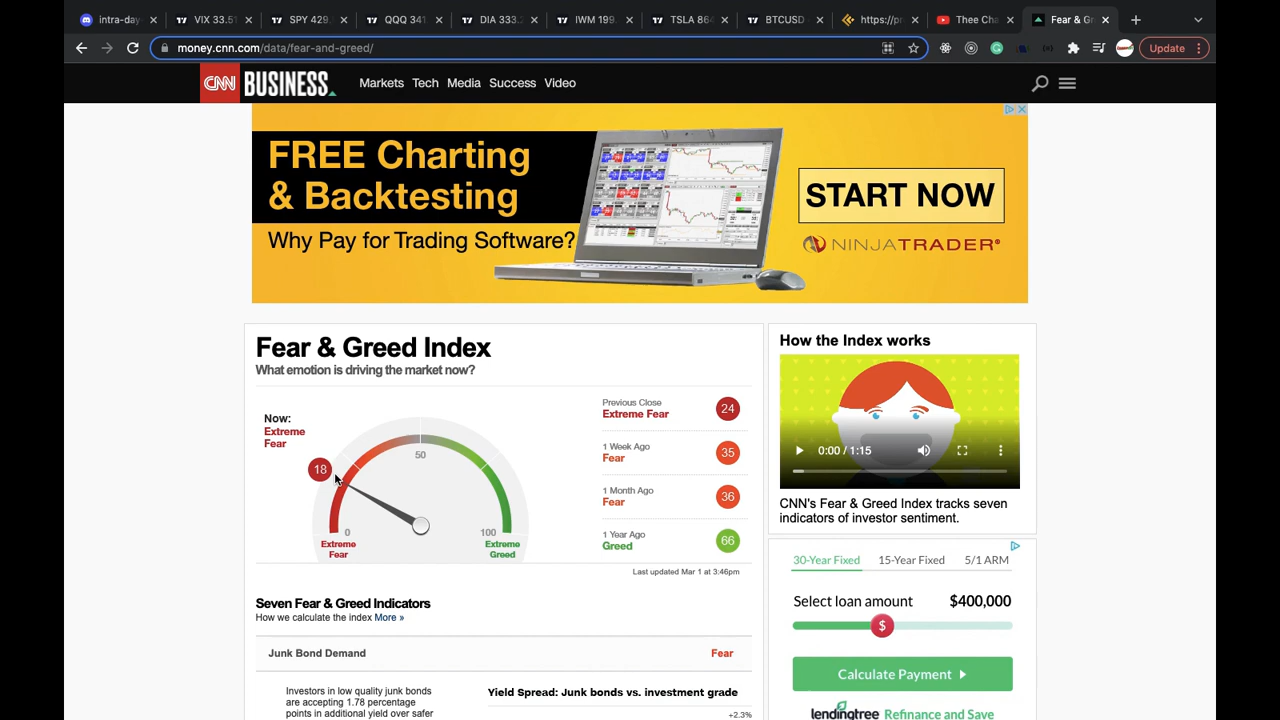 intra-day
VIX 33.51
SPY 429.
QQQ 341.
DIA 333.
IWM 199.
TSLA 864
BTCUSD
https://pr
Thee Cha
Fear & Gr
money.cnn.com/data/fear-and-greed/
Update
CNN BUSINESS
Markets Tech Media Success Video
FREE Charting
& Backtesting
Why Pay for Trading Software?
START NOW
NINJATRADER®
Fear & Greed Index
What emotion is driving the market now?
Now:
Extreme
Fear
18
50
0
100
Extreme
Fear
Extreme
Greed
Previous Close
Extreme Fear
24
1 Week Ago
Fear
35
1 Month Ago
Fear
36
1 Year Ago
Greed
66
Last updated Mar 1 at 3:46pm
Seven Fear & Greed Indicators
How we calculate the index More »
Junk Bond Demand
Fear
Investors in low quality junk bonds
are accepting 1.78 percentage
points in additional yield over safer
Yield Spread: Junk bonds vs. investment grade
+2.3%
How the Index works
0:00 / 1:15
CNN's Fear & Greed Index tracks seven
indicators of investor sentiment.
30-Year Fixed 15-Year Fixed 5/1 ARM
Select loan amount $400,000
$
Calculate Payment
lendingtree Refinance and Save